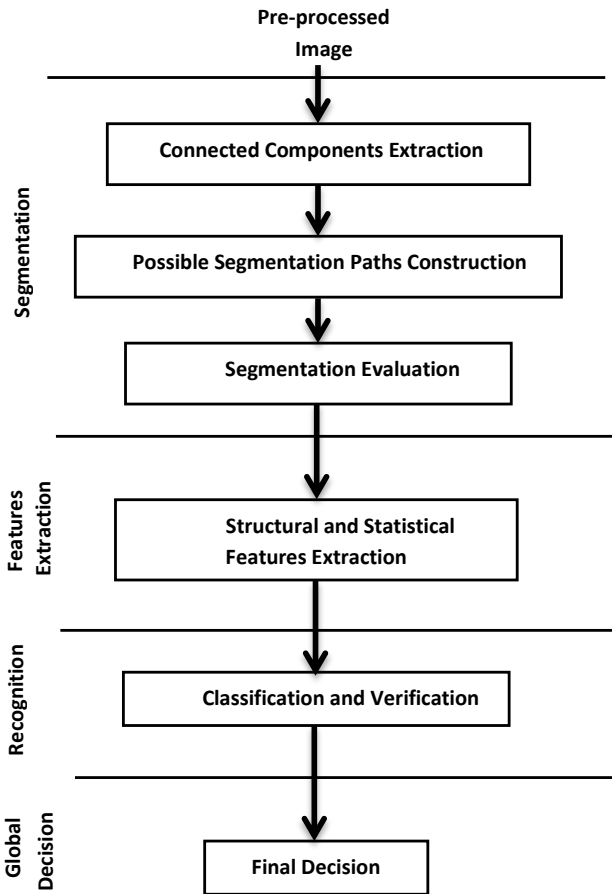 Pre-processed
Image
Segmentation
Connected Components Extraction
Possible Segmentation Paths Construction
Segmentation Evaluation
Features
Extraction
Structural and Statistical
Features Extraction
Recognition
Classification and Verification
Global
Decision
Final Decision